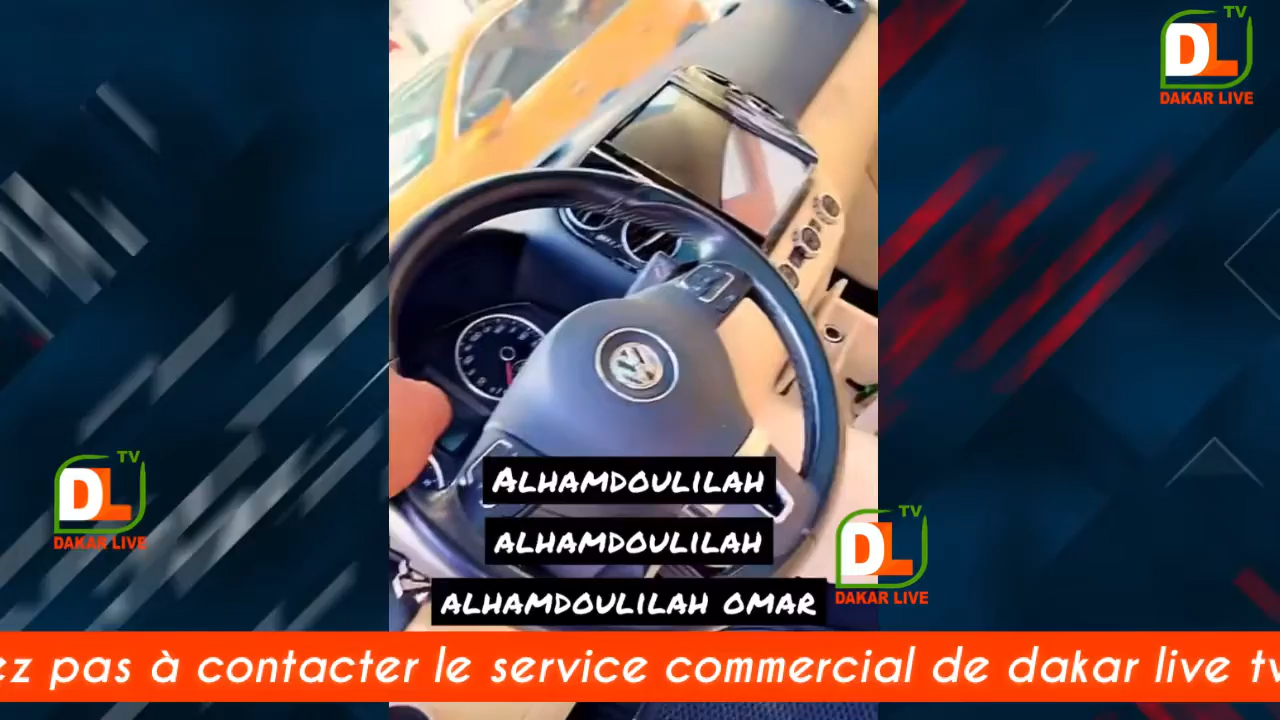 TV
DL
DAKAR LIVE
ALHAMDOULILAH
ALHAMDOULILAH
ALHAMDOULILAH OMAR
TV
DL
DAKAR LIVE
TV
DL
DAKAR LIVE
ez pas à contacter le service commercial de dakar live tv